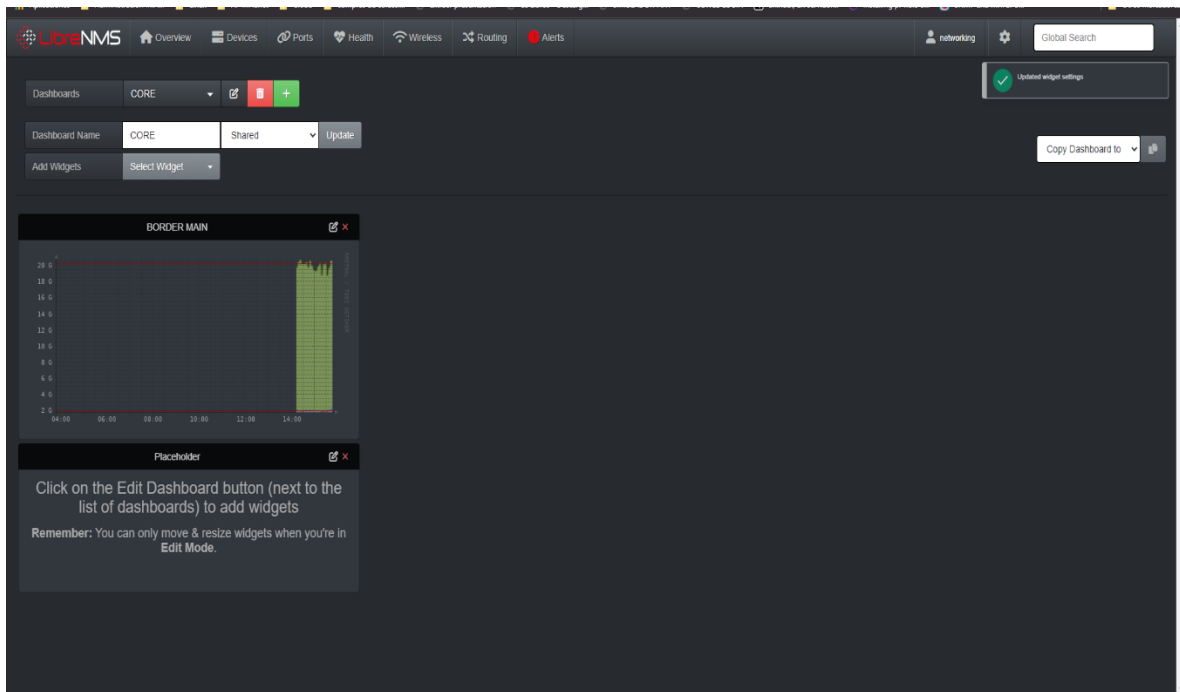 LibreNMS Overview Devices Ports Health Wireless Routing Alerts networking Global Search
Updated widget settings
Dashboards CORE
Dashboard Name CORE Shared Update
Copy Dashboard to
Add Widgets Select Widget
BORDER MAIN
20 G
18 G
16 G
14 G
12 G
10 G
8 G
6 G
4 G
2 G
04:00 06:00 08:00 10:00 12:00 14:00
Placeholder
Click on the Edit Dashboard button (next to the
list of dashboards) to add widgets
Remember: You can only move & resize widgets when you're in
Edit Mode.